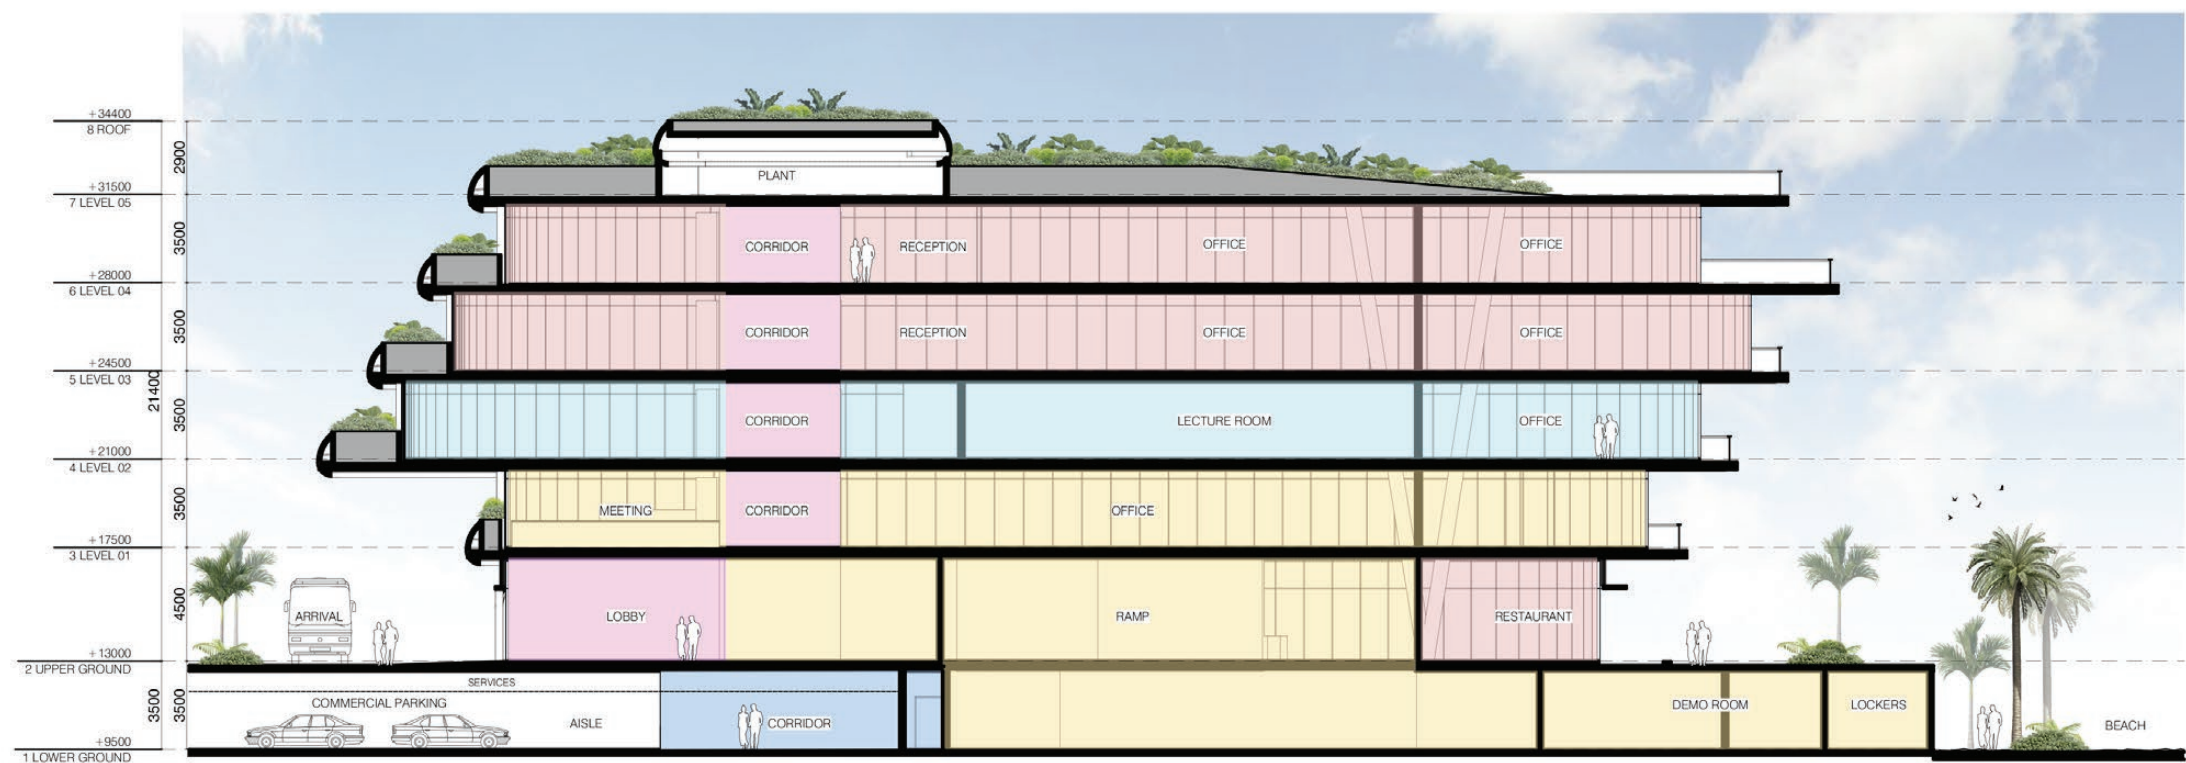 +34400
8 ROOF
2900
PLANT
+31500
7 LEVEL 05
3500
CORRIDOR
RECEPTION
OFFICE
OFFICE
+28000
6 LEVEL 04
3500
CORRIDOR
RECEPTION
OFFICE
OFFICE
+24500
5 LEVEL 03
21400
3500
CORRIDOR
LECTURE ROOM
OFFICE
+21000
4 LEVEL 02
3500
MEETING
CORRIDOR
OFFICE
+17500
3 LEVEL 01
4500
ARRIVAL
LOBBY
RAMP
RESTAURANT
+13000
2 UPPER GROUND
SERVICES
3500
3500
COMMERCIAL PARKING
AISLE
CORRIDOR
DEMO ROOM
LOCKERS
BEACH
+9500
1 LOWER GROUND